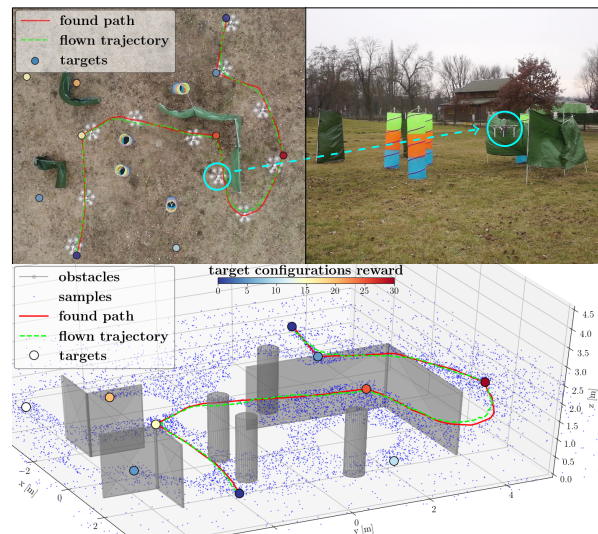 found path
flown trajectory
targets
obstacles
samples
found path
flown trajectory
targets
target configurations reward
0 5 10 15 20 25 30
4.5
4.0
3.5
3.0
2.5
2.0
1.5
1.0
0.5
0.0
z [m]
−2
0
2
x [m]
0
2
4
y [m]